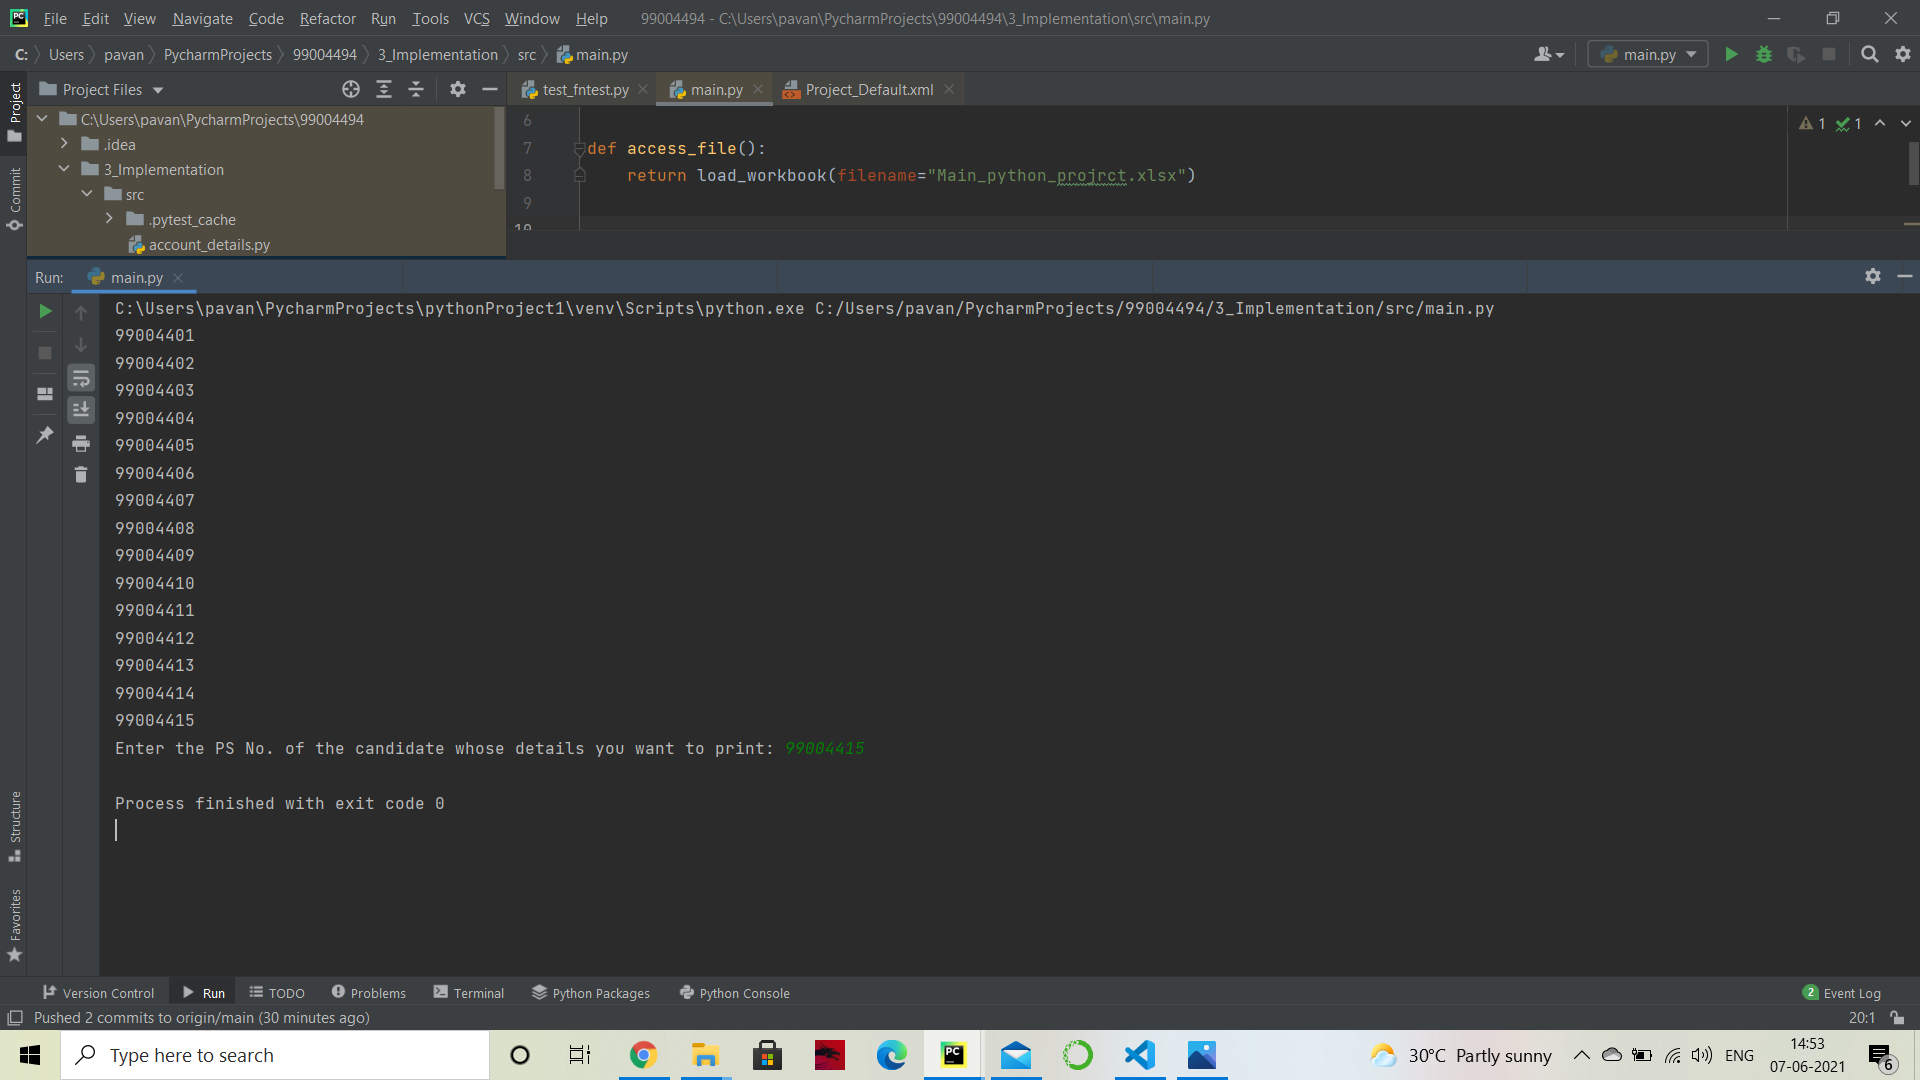 File Edit View Navigate Code Refactor Run Tools VCS Window Help 99004494 - C:\Users\pavan\PycharmProjects\99004494\3_Implementation\src\main.py
C: Users pavan PycharmProjects 99004494 3_Implementation src main.py main.py
Project Files test_fntest.py main.py Project_Default.xml
Project
Commit
Structure
Favorites
C:\Users\pavan\PycharmProjects\99004494
.idea
3_Implementation
src
.pytest_cache
account_details.py
6
7 def access_file():
8 return load_workbook(filename="Main_python_projrct.xlsx")
9
10
1 1
Run: main.py
C:\Users\pavan\PycharmProjects\pythonProject1\venv\Scripts\python.exe C:/Users/pavan/PycharmProjects/99004494/3_Implementation/src/main.py
99004401
99004402
99004403
99004404
99004405
99004406
99004407
99004408
99004409
99004410
99004411
99004412
99004413
99004414
99004415
Enter the PS No. of the candidate whose details you want to print: 99004415
Process finished with exit code 0
Version Control Run TODO Problems Terminal Python Packages Python Console 2 Event Log
Pushed 2 commits to origin/main (30 minutes ago) 20:1
Type here to search PC 30°C Partly sunny ENG 14:53
07-06-2021 6